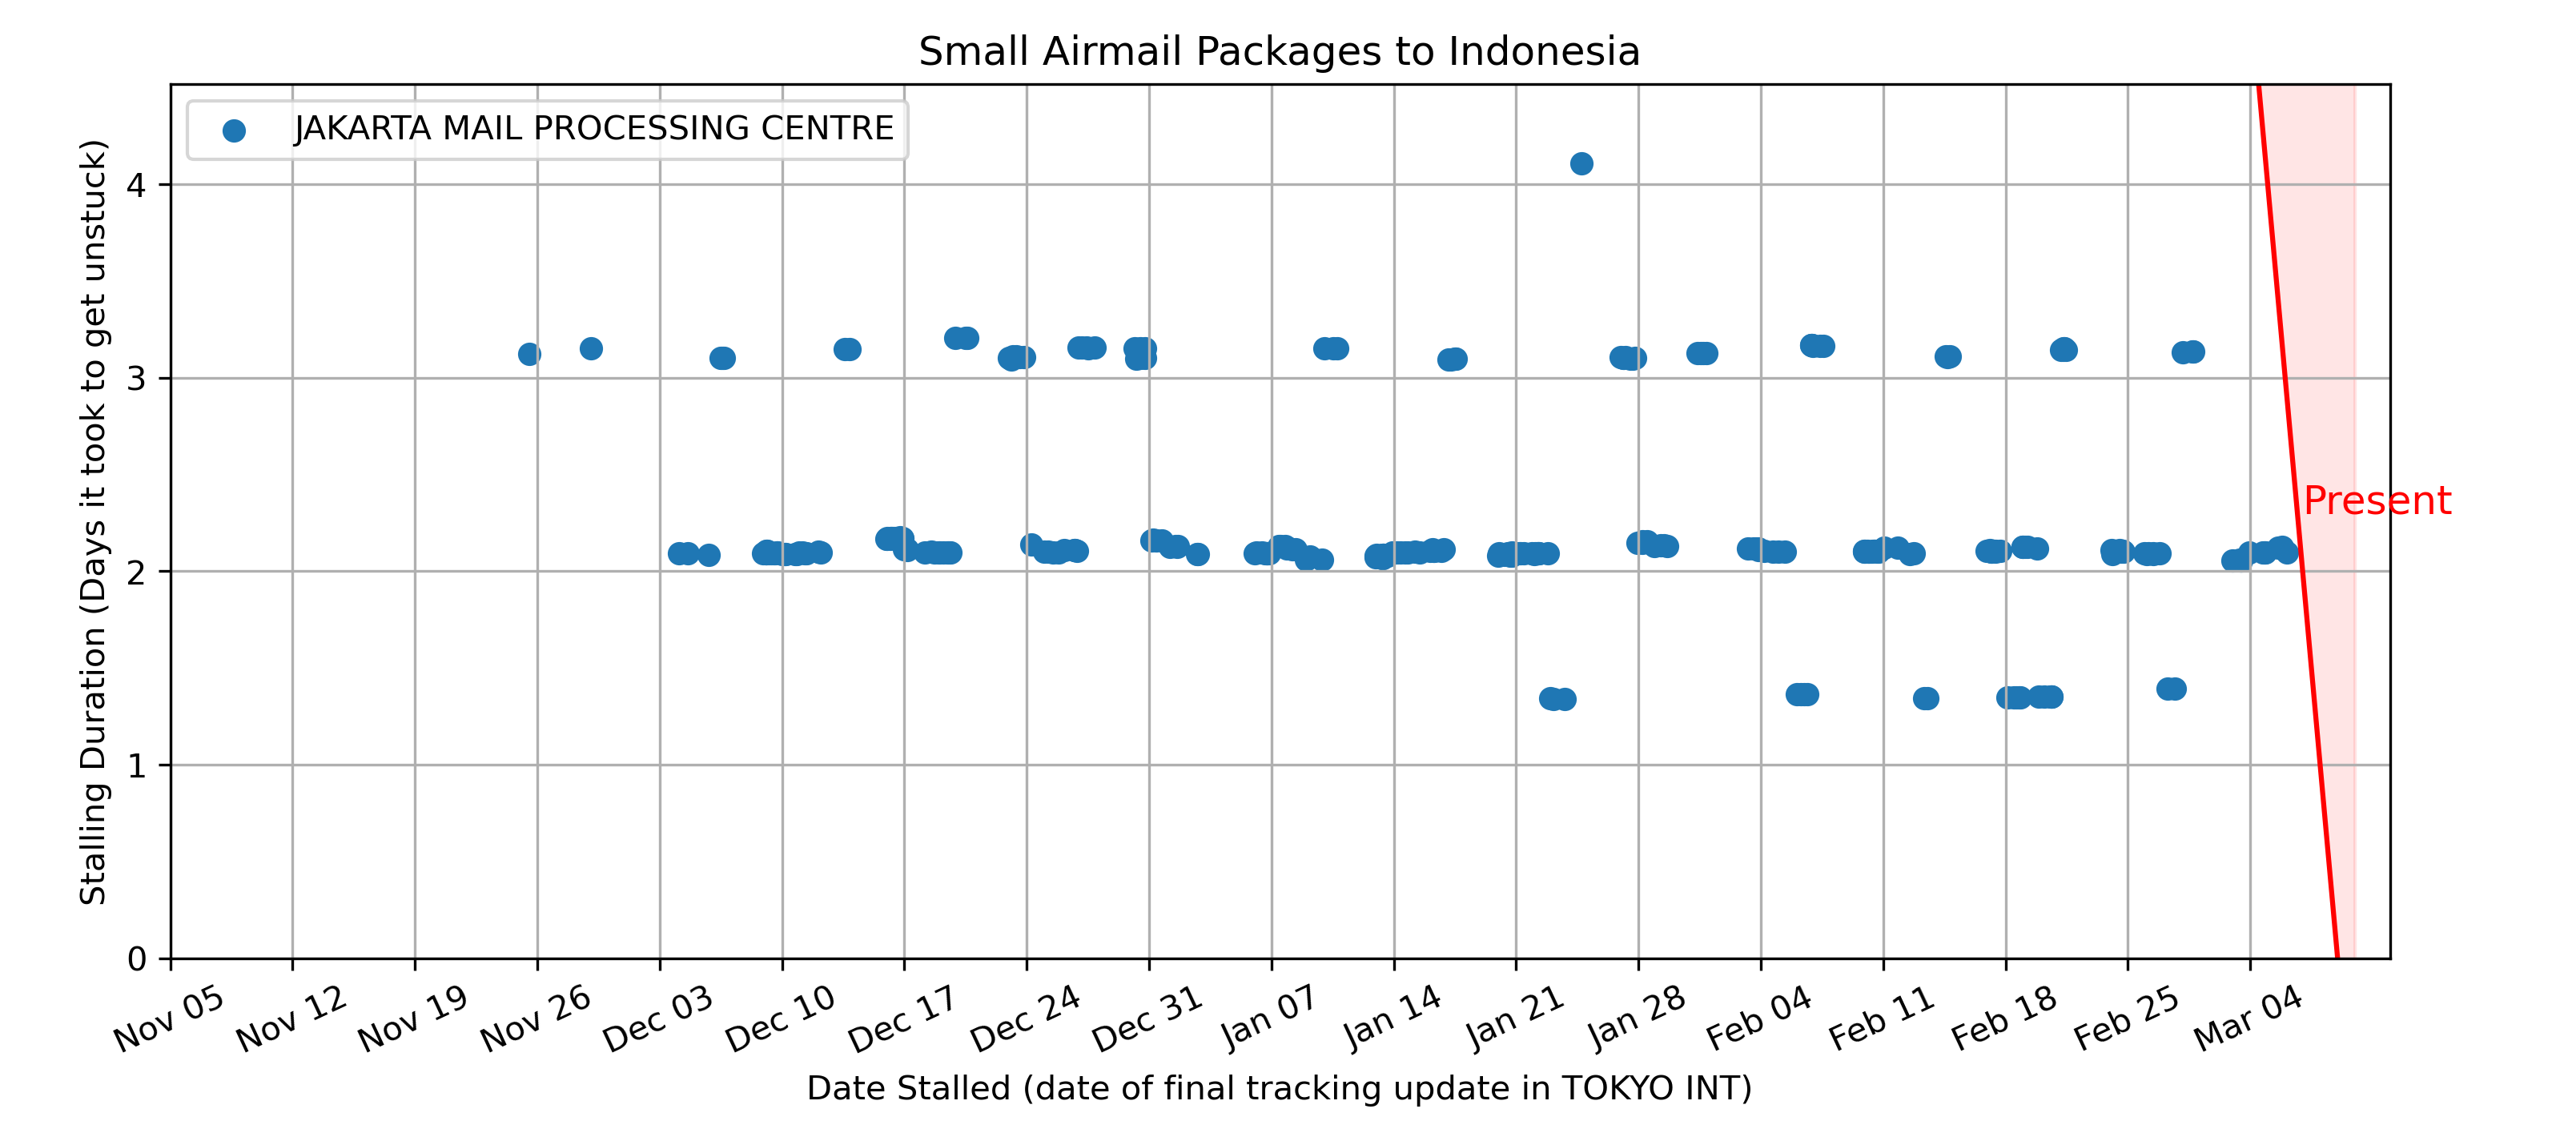 Small Airmail Packages to Indonesia
JAKARTA MAIL PROCESSING CENTRE
Stalling Duration (Days it took to get unstuck)
4
3
2
1
0
Present
Nov 05
Nov 12
Nov 19
Nov 26
Dec 03
Dec 10
Dec 17
Dec 24
Dec 31
Jan 07
Jan 14
Jan 21
Jan 28
Feb 04
Feb 11
Feb 18
Feb 25
Mar 04
Date Stalled (date of final tracking update in TOKYO INT)